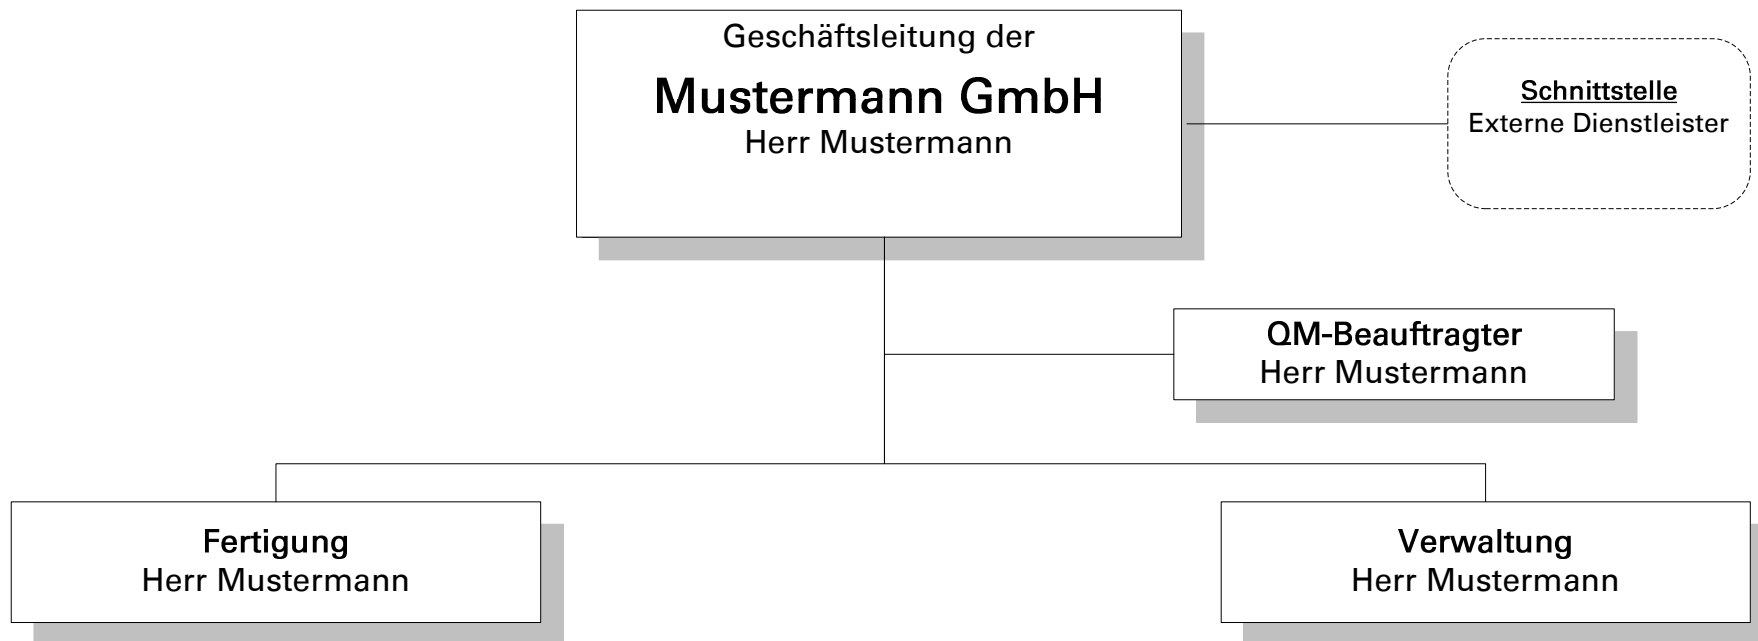 Geschäftsleitung der
Mustermann GmbH
Herr Mustermann
Schnittstelle
Externe Dienstleister
QM-Beauftragter
Herr Mustermann
Fertigung
Herr Mustermann
Verwaltung
Herr Mustermann